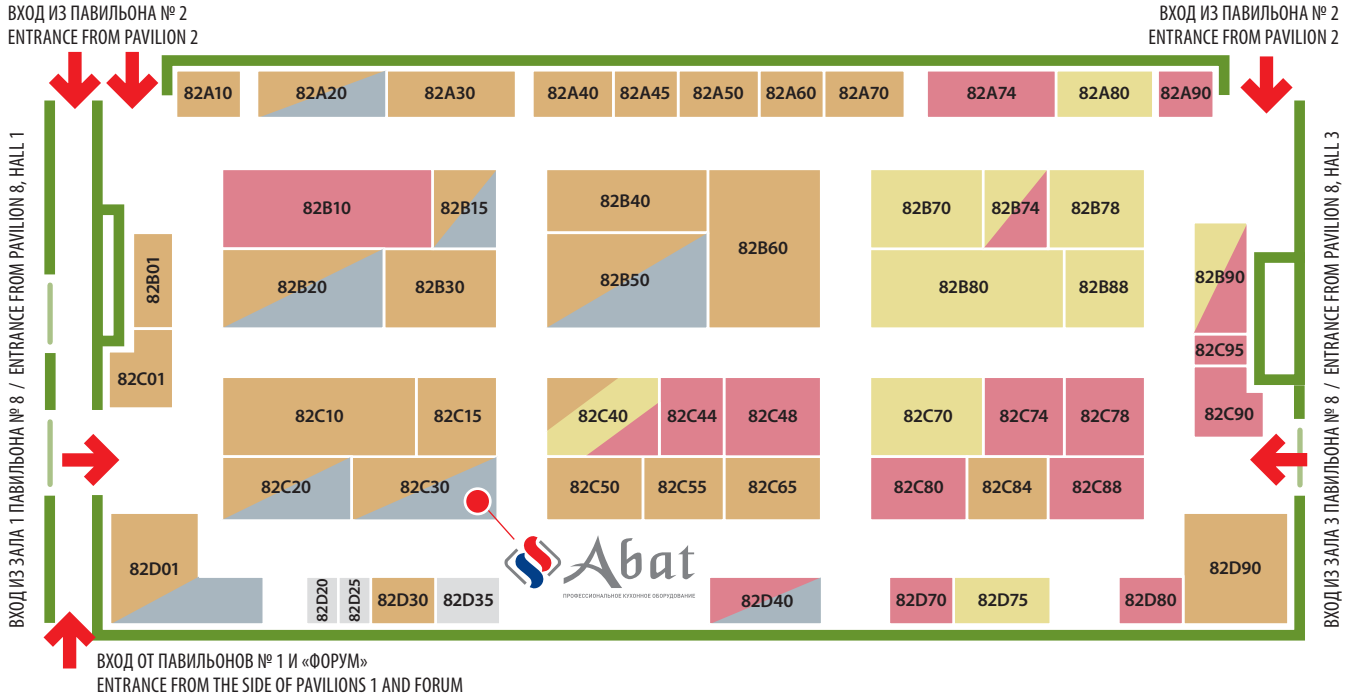 ВХОД ИЗ ПАВИЛЬОНА № 2
ENTRANCE FROM PAVILION 2
ВХОД ИЗ ПАВИЛЬОНА № 2
ENTRANCE FROM PAVILION 2
82A10
82A20
82A30
82A40
82A45
82A50
82A60
82A70
82A74
82A80
82A90
ВХОД ИЗ ЗАЛА 1 ПАВИЛЬОНА № 8 / ENTRANCE FROM PAVILION 8, HALL 1
ВХОД ИЗ ЗАЛА 3 ПАВИЛЬОНА № 8 / ENTRANCE FROM PAVILION 8, HALL 3
82B10
82B15
82B40
82B60
82B70
82B74
82B78
82B01
82B20
82B30
82B50
82B80
82B88
82B90
82C95
82C01
82C10
82C15
82C40
82C44
82C48
82C70
82C74
82C78
82C90
82C20
82C30
82C50
82C55
82C65
82C80
82C84
82C88
82D01
82D20
82D25
82D30
82D35
Abat
ПРОФЕССИОНАЛЬНОЕ КУХОННОЕ ОБОРУДОВАНИЕ
82D40
82D70
82D75
82D80
82D90
ВХОД ОТ ПАВИЛЬОНОВ № 1 И «ФОРУМ»
ENTRANCE FROM THE SIDE OF PAVILIONS 1 AND FORUM